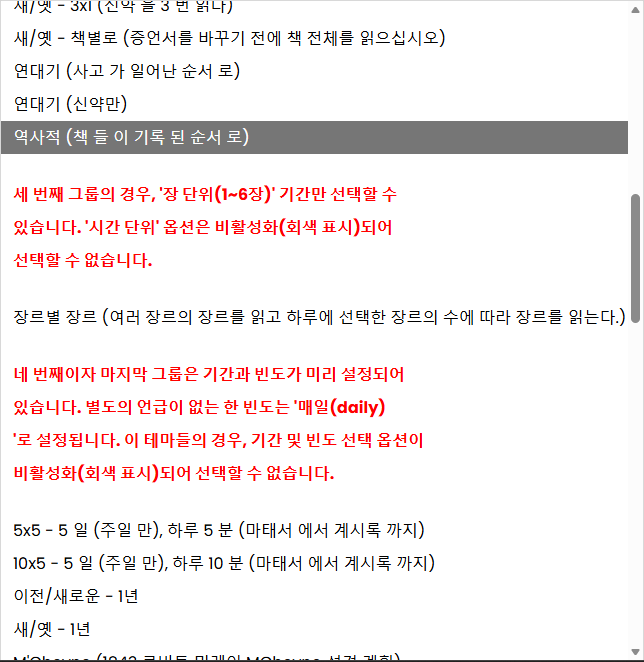 새/옛 - 3x1 (신약 을 3 번 읽다)
새/옛 - 책별로 (증언서를 바꾸기 전에 책 전체를 읽으십시오)
연대기 (사고 가 일어난 순서 로)
연대기 (신약만)
역사적 (책 들 이 기록 된 순서 로)
세 번째 그룹의 경우, '장 단위(1~6장)' 기간만 선택할 수
있습니다. '시간 단위' 옵션은 비활성화(회색 표시)되어
선택할 수 없습니다.
장르별 장르 (여러 장르의 장르를 읽고 하루에 선택한 장르의 수에 따라 장르를 읽는다.)
네 번째이자 마지막 그룹은 기간과 빈도가 미리 설정되어
있습니다. 별도의 언급이 없는 한 빈도는 '매일(daily)
'로 설정됩니다. 이 테마들의 경우, 기간 및 빈도 선택 옵션이
비활성화(회색 표시)되어 선택할 수 없습니다.
5x5 - 5 일 (주일 만), 하루 5 분 (마태서 에서 계시록 까지)
10x5 - 5 일 (주일 만), 하루 10 분 (마태서 에서 계시록 까지)
이전/새로운 - 1년
새/옛 - 1년